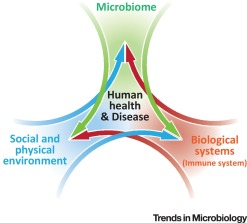 Microbiome
Human
health
& Disease
Social and
physical
environment
Biological
systems
(Immune system)
Trends in Microbiology